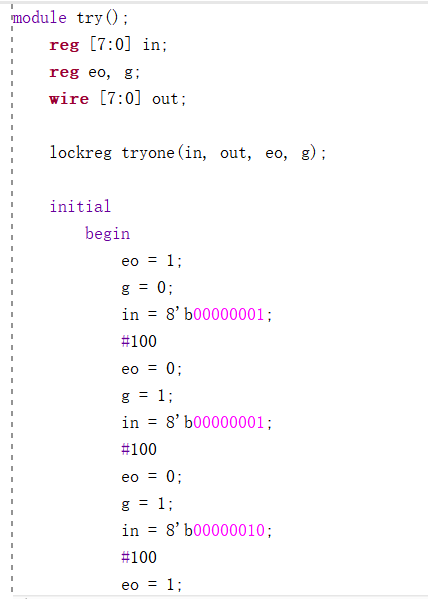 module try();
reg [7:0] in;
reg eo, g;
wire [7:0] out;
lockreg tryone(in, out, eo, g);
initial
begin
eo = 1;
g = 0;
in = 8'b00000001;
#100
eo = 0;
g = 1;
in = 8'b00000001;
#100
eo = 0;
g = 1;
in = 8'b00000010;
#100
eo = 1;